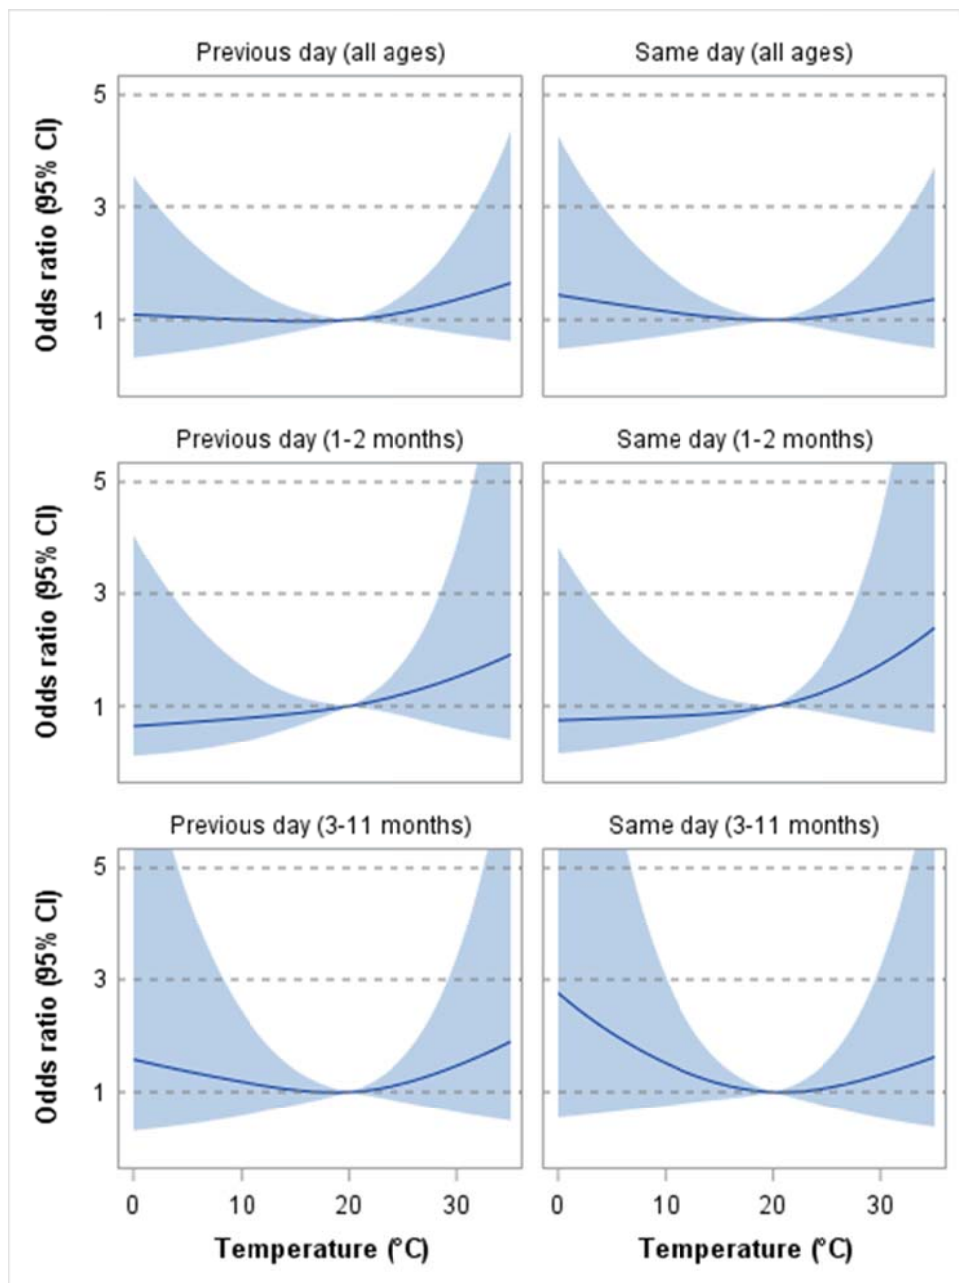 Previous day (all ages)
Same day (all ages)
Odds ratio (95% CI)
5
3
1
Previous day (1-2 months)
Same day (1-2 months)
Odds ratio (95% CI)
5
3
1
Previous day (3-11 months)
Same day (3-11 months)
Odds ratio (95% CI)
5
3
1
0 10 20 30 0 10 20 30
Temperature (°C) Temperature (°C)